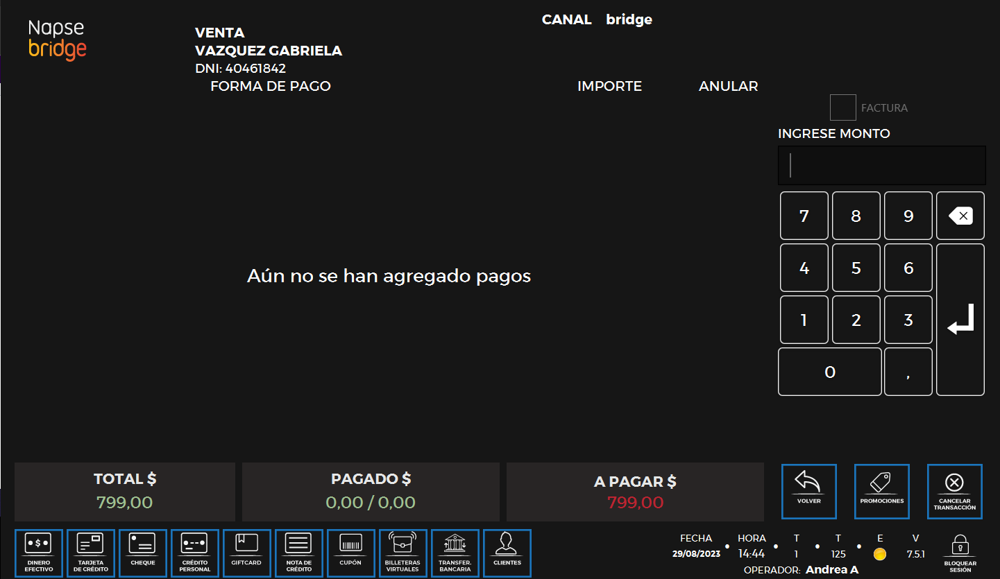 Napse
bridge
CANAL bridge
VENTA
VAZQUEZ GABRIELA
DNI: 40461842
FORMA DE PAGO IMPORTE ANULAR
FACTURA
INGRESE MONTO
7 8 9
4 5 6
1 2 3
0 ,
Aún no se han agregado pagos
TOTAL $
799,00
PAGADO $
0,00 / 0,00
A PAGAR $
799,00
VOLVER
PROMOCIONES
CANCELAR
TRANSACCIÓN
DINERO
EFECTIVO
TARJETA
DE CRÉDITO
CHEQUE
CRÉDITO
PERSONAL
GIFTCARD
NOTA DE
CRÉDITO
CUPÓN
BILLETERAS
VIRTUALES
TRANSFER.
BANCARIA
CLIENTES
FECHA HORA T T E V
29/08/2023 14:44 1 125 7.5.1
OPERADOR: Andrea A
BLOQUEAR
SESIÓN